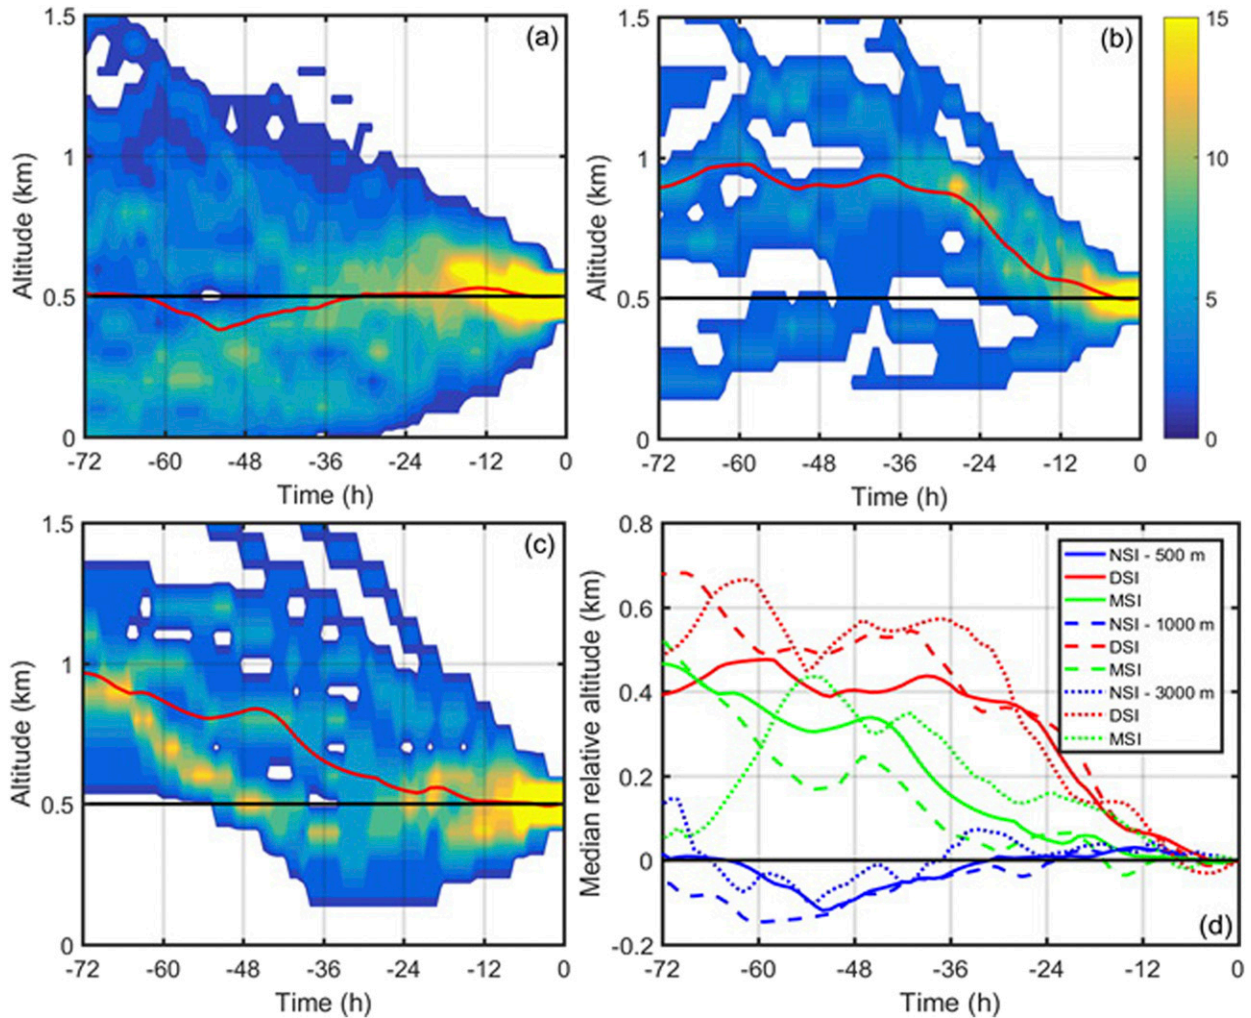 (a)
1.5
1
0.5
0
Altitude (km)
-72 -60 -48 -36 -24 -12 0
Time (h)
(b)
1.5
1
0.5
0
Altitude (km)
-72 -60 -48 -36 -24 -12 0
Time (h)
15
10
5
0
(c)
1.5
1
0.5
0
Altitude (km)
-72 -60 -48 -36 -24 -12 0
Time (h)
0.8
0.6
0.4
0.2
0
-0.2
Median relative altitude (km)
NSI - 500 m
DSI
MSI
NSI - 1000 m
DSI
MSI
NSI - 3000 m
DSI
MSI
(d)
-72 -60 -48 -36 -24 -12 0
Time (h)